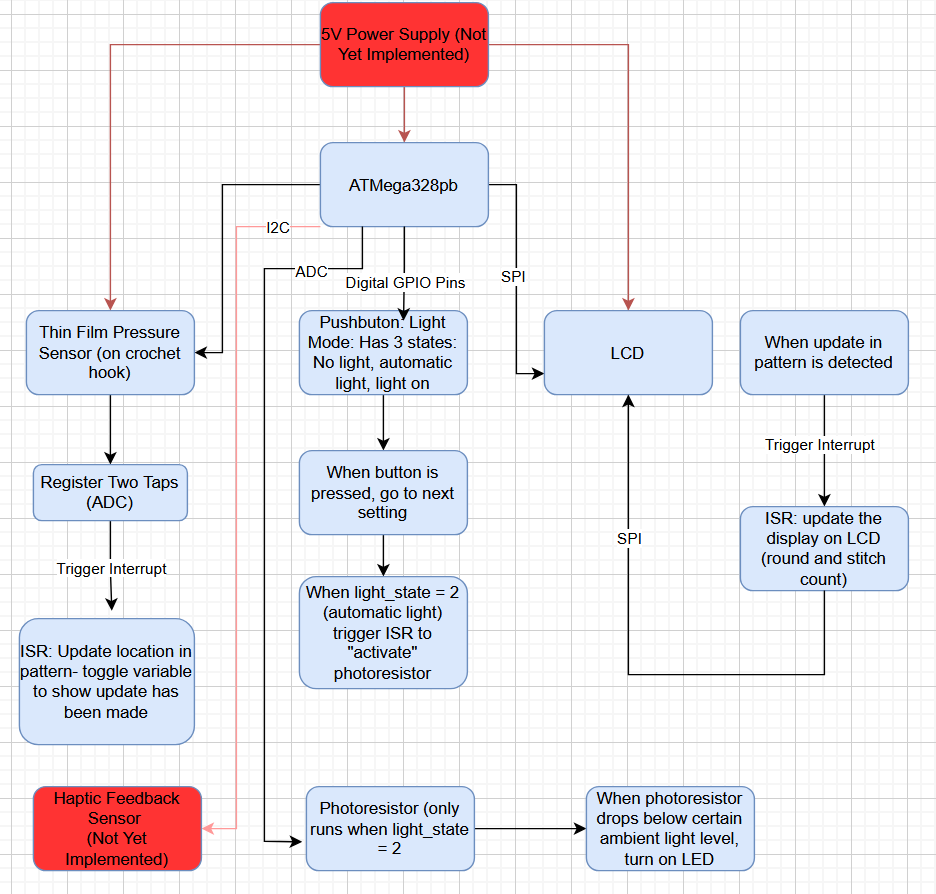 5V Power Supply (Not
Yet Implemented)
ATMega328pb
I2C
ADC
Digital GPIO Pins
SPI
Thin Film Pressure
Sensor (on crochet
hook)
Pushbuton: Light
Mode: Has 3 states:
No light, automatic
light, light on
LCD
When update in
pattern is detected
Trigger Interrupt
Register Two Taps
(ADC)
When button is
pressed, go to next
setting
ISR: update the
display on LCD
(round and stitch
count)
SPI
Trigger Interrupt
When light_state = 2
(automatic light)
trigger ISR to
"activate"
photoresistor
ISR: Update location in
pattern- toggle variable
to show update has
been made
Haptic Feedback
Sensor
(Not Yet
Implemented)
Photoresistor (only
runs when light_state
= 2
When photoresistor
drops below certain
ambient light level,
turn on LED